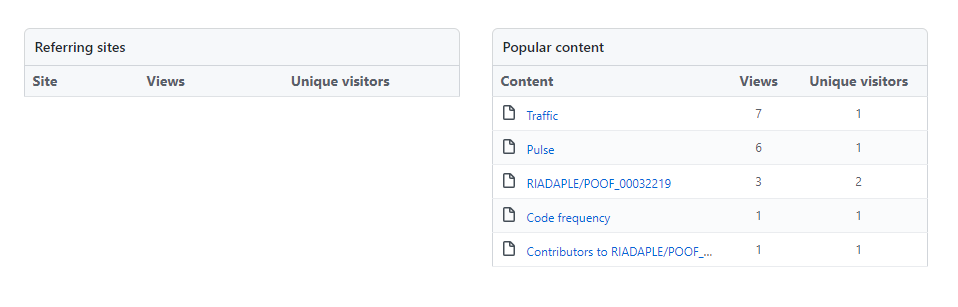 Referring sites
Site Views Unique visitors
Popular content
Content Views Unique visitors
Traffic 7 1
Pulse 6 1
RIADAPLE/POOF_00032219 3 2
Code frequency 1 1
Contributors to RIADAPLE/POOF_... 1 1